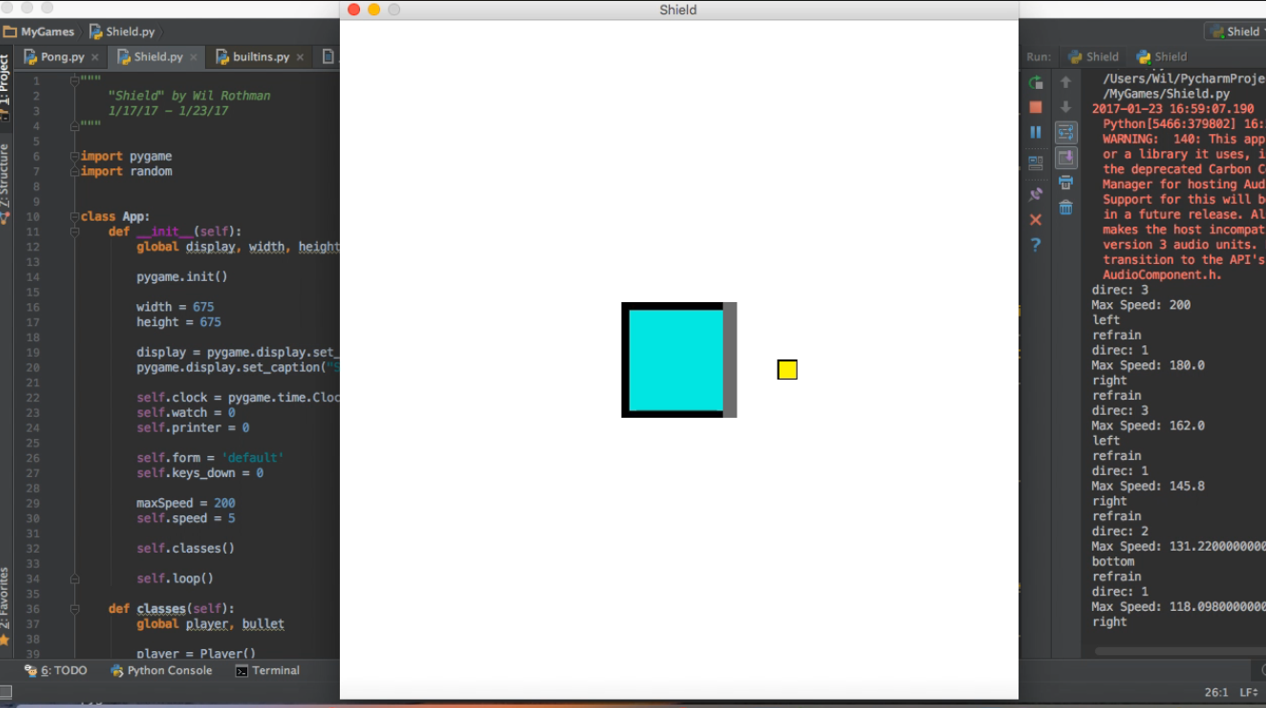 Shield
MyGames
Shield.py
Shield
Pong.py
Shield.py
builtins.py
Run:
Shield
Shield
1: Project
Z: Structure
2: Favorites
1 """
2 "Shield" by Wil Rothman
3 1/17/17 - 1/23/17
4 """
5
6 import pygame
7 import random
8
9
10 class App:
11 def __init__(self):
12 global display, width, height
13
14 pygame.init()
15
16 width = 675
17 height = 675
18
19 display = pygame.display.set_
20 pygame.display.set_caption("S
21
22 self.clock = pygame.time.Cloc
23 self.watch = 0
24 self.printer = 0
25
26 self.form = 'default'
27 self.keys_down = 0
28
29 maxSpeed = 200
30 self.speed = 5
31
32 self.classes()
33
34 self.loop()
35
36 def classes(self):
37 global player, bullet
38
39 player = Player()
/Users/Wil/PycharmProje
/MyGames/Shield.py
2017-01-23 16:59:07.190
Python[5466:379802] 16:
WARNING: 140: This app
or a library it uses, i
the deprecated Carbon C
Manager for hosting Aud
Support for this will b
in a future release. Al
makes the host incompat
version 3 audio units.
transition to the API's
AudioComponent.h.
direc: 3
Max Speed: 200
left
refrain
direc: 1
Max Speed: 180.0
right
refrain
direc: 3
Max Speed: 162.0
left
refrain
direc: 1
Max Speed: 145.8
right
refrain
direc: 2
Max Speed: 131.2200000000
bottom
refrain
direc: 1
Max Speed: 118.0980000000
right
6: TODO
Python Console
Terminal
26:1 LF